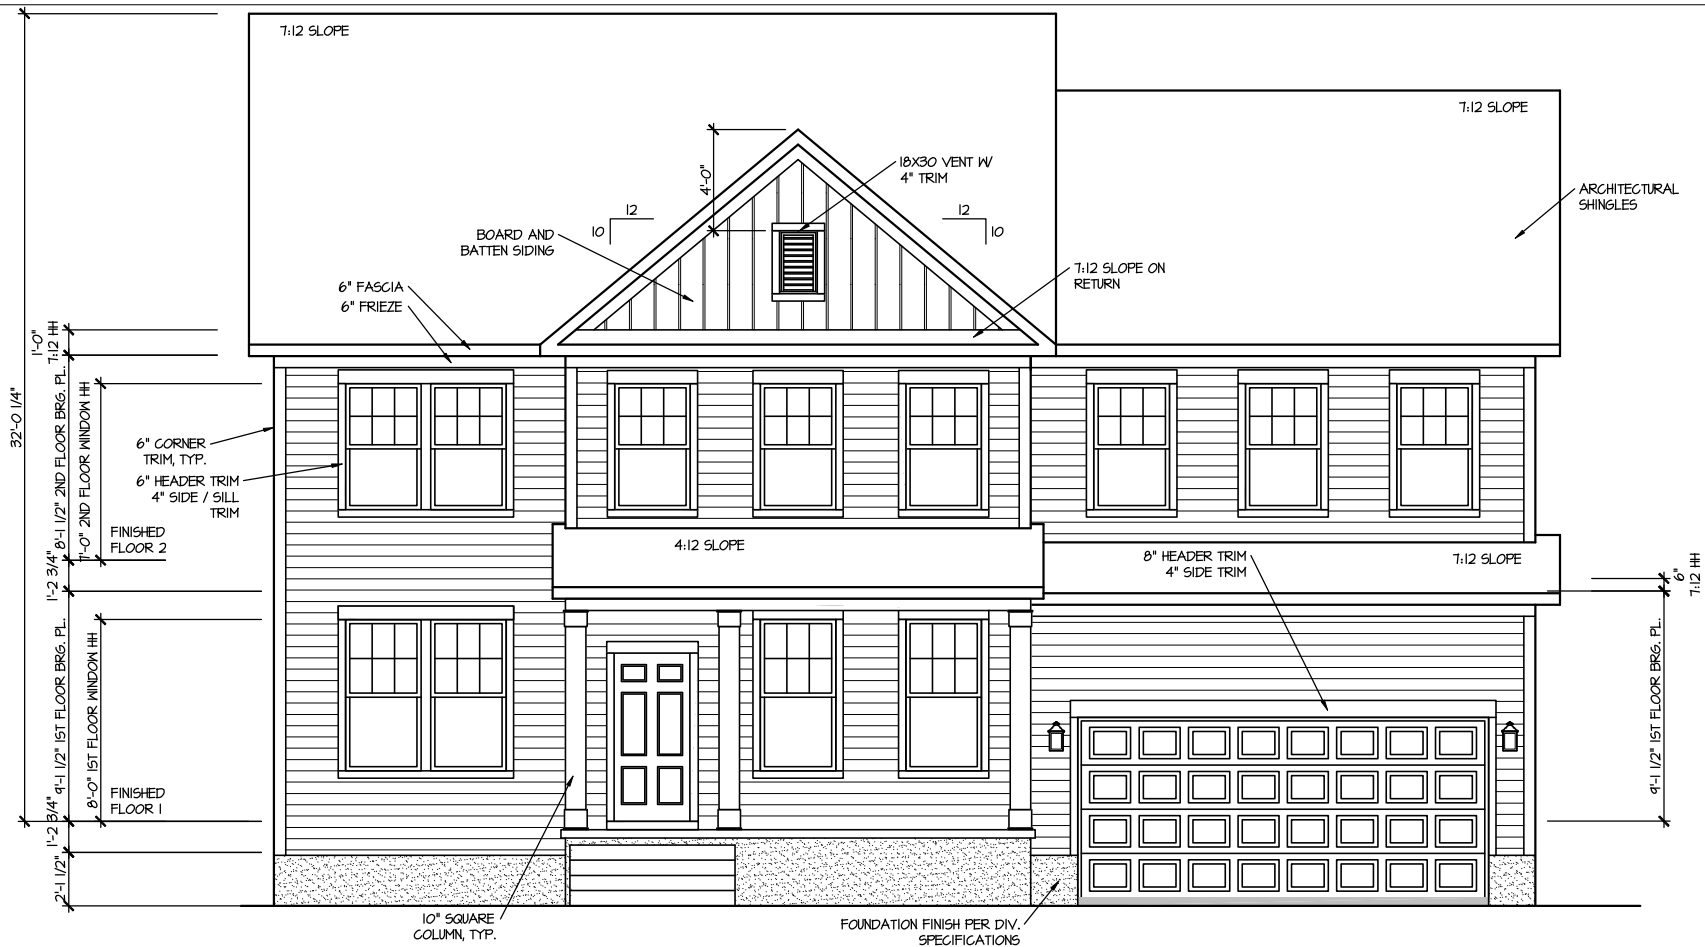 7:12 SLOPE
7:12 SLOPE
18X30 VENT W/
4" TRIM
4'-0"
ARCHITECTURAL
SHINGLES
12
10
12
10
BOARD AND
BATTEN SIDING
7:12 SLOPE ON
RETURN
6" FASCIA
6" FRIEZE
32'-0 1/4"
1'-0"
7:12 HH
8'-1 1/2" 2ND FLOOR BRG. PL.
7'-0" 2ND FLOOR WINDOW HH
6" CORNER
TRIM, TYP.
6" HEADER TRIM
4" SIDE / SILL
TRIM
FINISHED
FLOOR 2
1'-2 3/4"
4:12 SLOPE
8" HEADER TRIM
4" SIDE TRIM
7:12 SLOPE
6"
7:12 HH
9'-1 1/2" 1ST FLOOR BRG. PL.
8'-0" 1ST FLOOR WINDOW HH
9'-1 1/2" 1ST FLOOR BRG. PL.
FINISHED
FLOOR 1
1'-2 3/4"
2'-1 1/2"
10" SQUARE
COLUMN, TYP.
FOUNDATION FINISH PER DIV.
SPECIFICATIONS